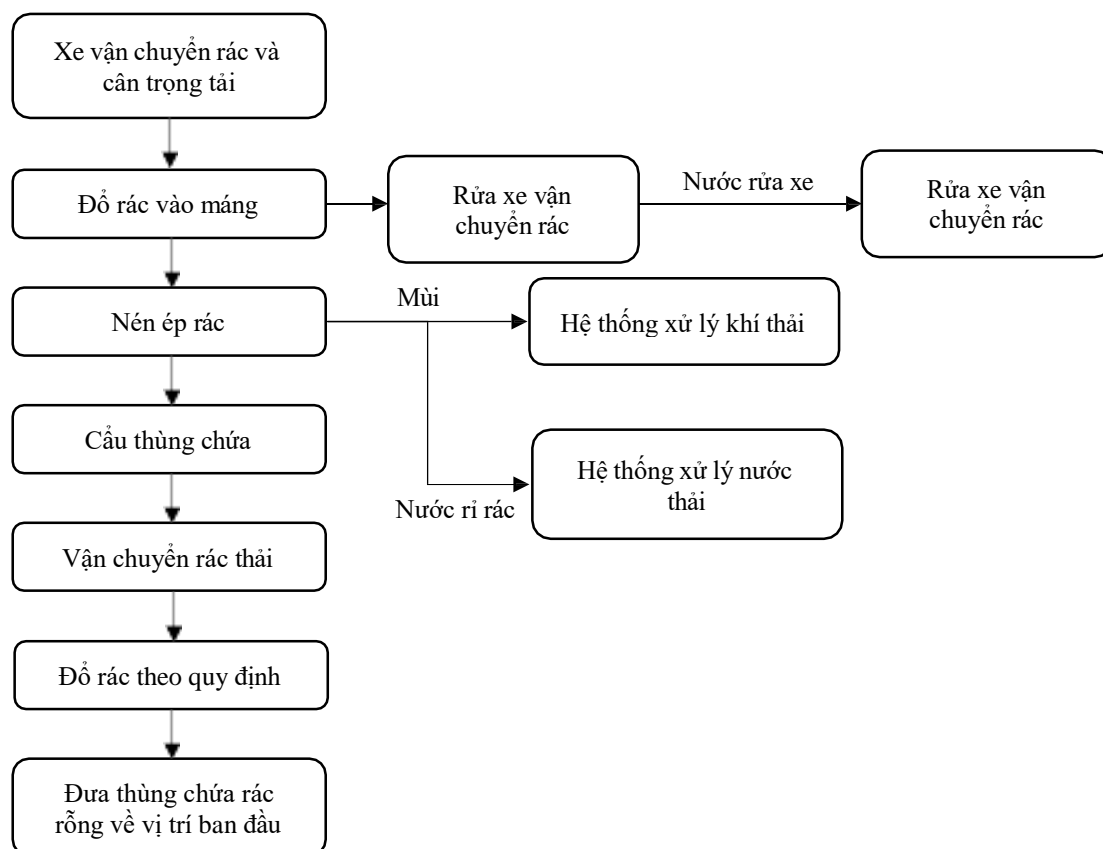 Xe vận chuyển rác và
cân trọng tải
Đổ rác vào máng
Rửa xe vận
chuyển rác
Nước rửa xe
Rửa xe vận
chuyển rác
Nén ép rác
Mùi
Hệ thống xử lý khí thải
Cẩu thùng chứa
Nước rỉ rác
Hệ thống xử lý nước
thải
Vận chuyển rác thải
Đổ rác theo quy định
Đưa thùng chứa rác
rỗng về vị trí ban đầu